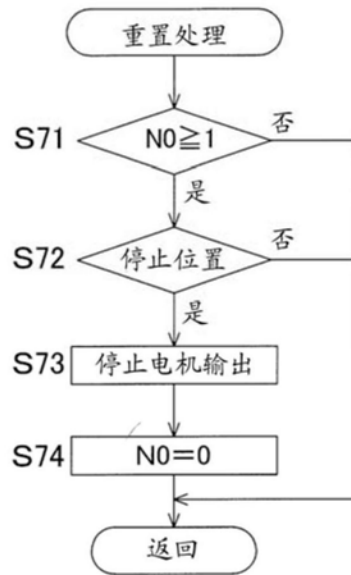 重置处理
S71
N0≧1
否
是
S72
停止位置
否
是
S73
停止电机输出
S74
N0=0
返回